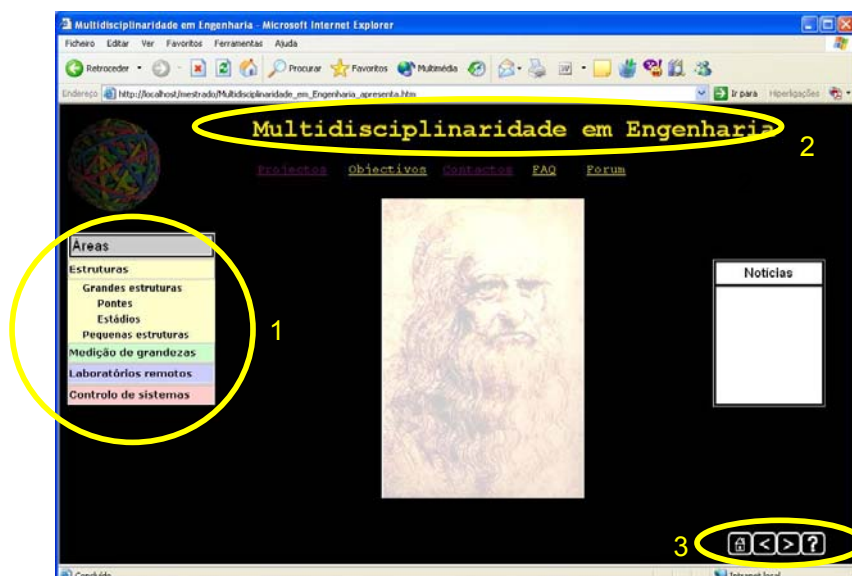 Multidisciplinaridade em Engenharia - Microsoft Internet Explorer
Ficheiro Editar Ver Favoritos Ferramentas Ajuda
Retroceder Procurar Favoritos Multimédia
Endereço http://localhost/mestrado/Multidisciplinaridade_em_Engenharia_apresenta.htm Ir para Hiperligações
Multidisciplinaridade em Engenharia
2
Projectos Objectivos Contactos FAQ Forum
Áreas
Estruturas
Grandes estruturas
Pontes
Estádios
Pequenas estruturas
Medição de grandezas
Laboratórios remotos
Controlo de sistemas
1
Notícias
3
< > ?
Concluído Intranet local